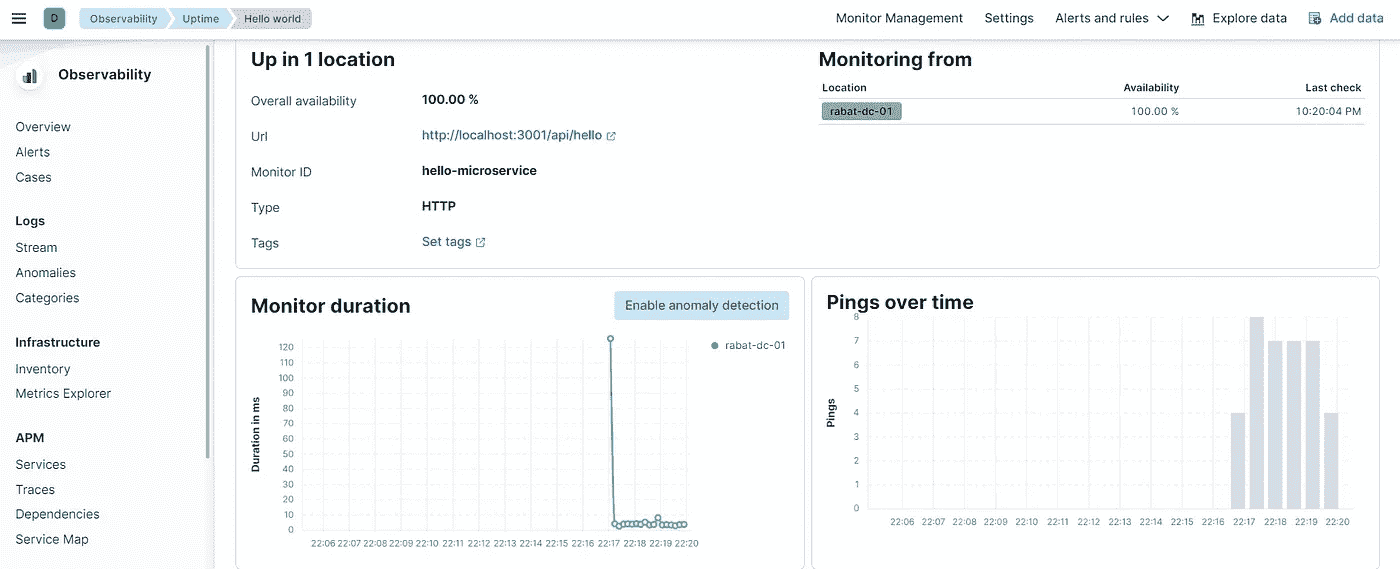 D
Observability
Uptime
Hello world
Monitor Management
Settings
Alerts and rules
Explore data
Add data
Observability
Overview
Alerts
Cases
Logs
Stream
Anomalies
Categories
Infrastructure
Inventory
Metrics Explorer
APM
Services
Traces
Dependencies
Service Map
Up in 1 location
Overall availability 100.00 %
Url http://localhost:3001/api/hello
Monitor ID hello-microservice
Type HTTP
Tags Set tags
Monitoring from
Location Availability Last check
rabat-dc-01 100.00 % 10:20:04 PM
Monitor duration
Enable anomaly detection
rabat-dc-01
Duration in ms
120
110
100
90
80
70
60
50
40
30
20
10
0
22:06 22:07 22:08 22:09 22:10 22:11 22:12 22:13 22:14 22:15 22:16 22:17 22:18 22:19 22:20
Pings over time
Pings
8
7
6
5
4
3
2
1
0
22:06 22:07 22:08 22:09 22:10 22:11 22:12 22:13 22:14 22:15 22:16 22:17 22:18 22:19 22:20